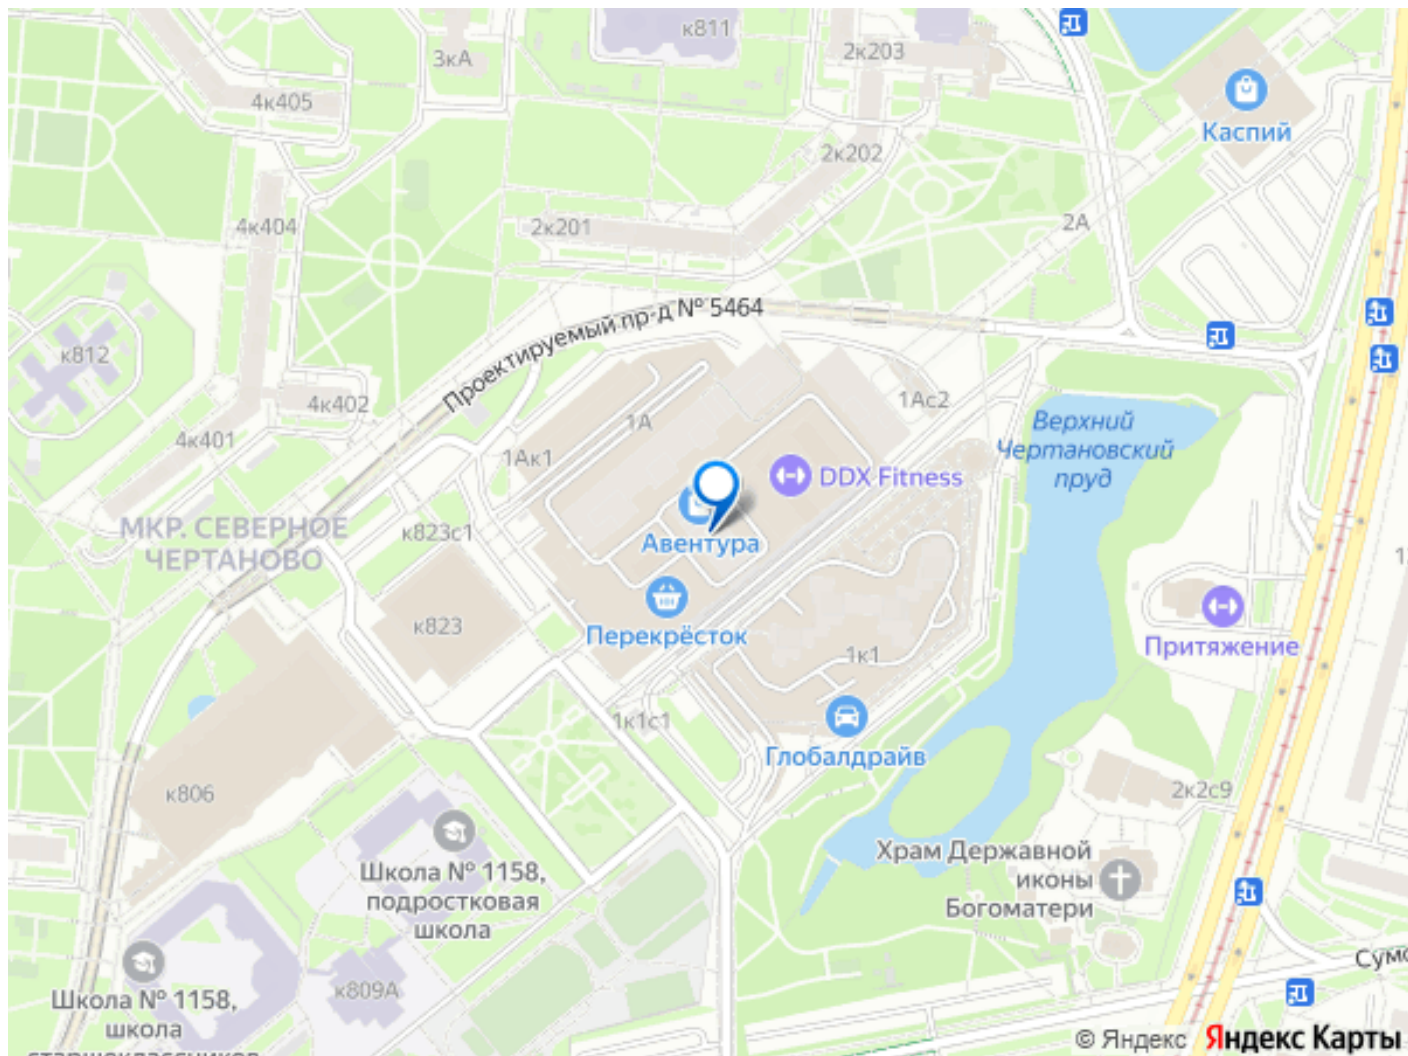 к811
2к203
3кА
4к405
Каспий
2к202
4к404
2к201
2А
Проектируемый пр-д № 5464
к812
4к402
1А
1Ас2
4к401
Верхний
Чертановский
пруд
1Ак1
DDX Fitness
МКР. СЕВЕРНОЕ
ЧЕРТАНОВО
к823с1
Авентура
к823
Перекрёсток
1к1
Притяжение
1к1с1
Глобалдрайв
к806
2к2с9
Храм Державной
иконы
Богоматери
Школа № 1158,
подростковая
школа
Школа № 1158,
школа
старшеклассников
к809А
Сумс
© Яндекс Яндекс Карты